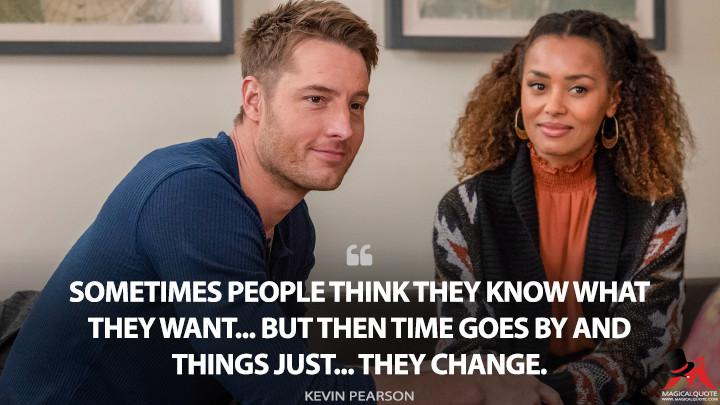 SOMETIMES PEOPLE THINK THEY KNOW WHAT
THEY WANT... BUT THEN TIME GOES BY AND
THINGS JUST... THEY CHANGE.
KEVIN PEARSON
MAGICALQUOTE
WWW.MAGICALQUOTE.COM